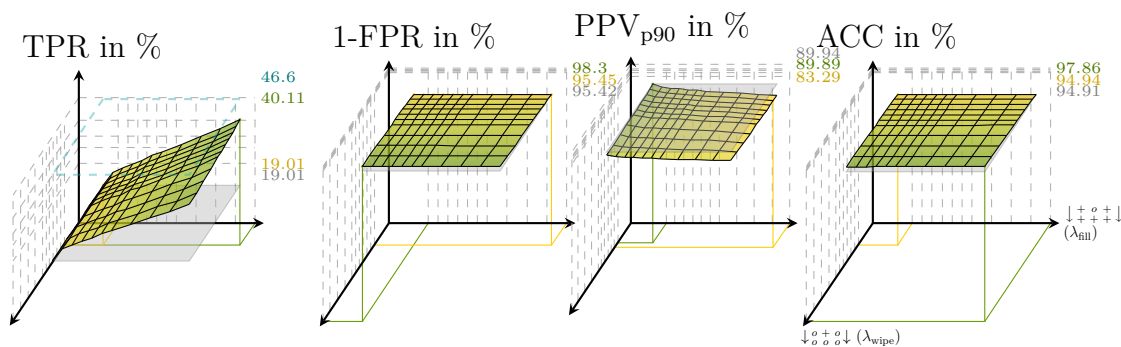 TPR in %
1-FPR in %
PPVp90 in %
ACC in %
46.6
40.11
19.01
19.01
98.3
95.45
95.42
89.94
89.89
83.29
97.86
94.94
94.91
↓+ o +↓
↓+ + +↓
(λfill)
↓o + o↓
↓o o o↓ (λwipe)